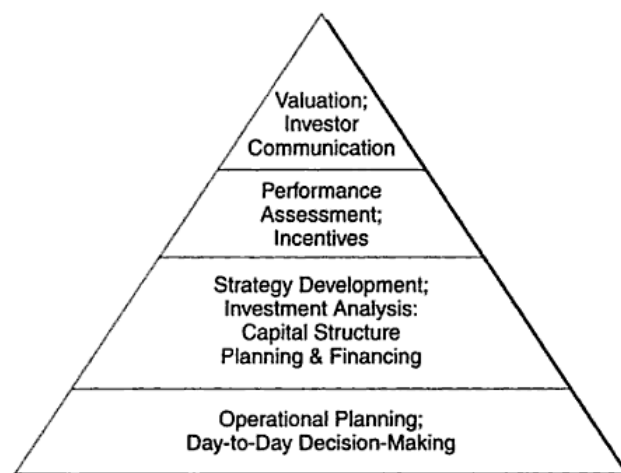 Valuation;
Investor
Communication
Performance
Assessment;
Incentives
Strategy Development;
Investment Analysis:
Capital Structure
Planning & Financing
Operational Planning;
Day-to-Day Decision-Making